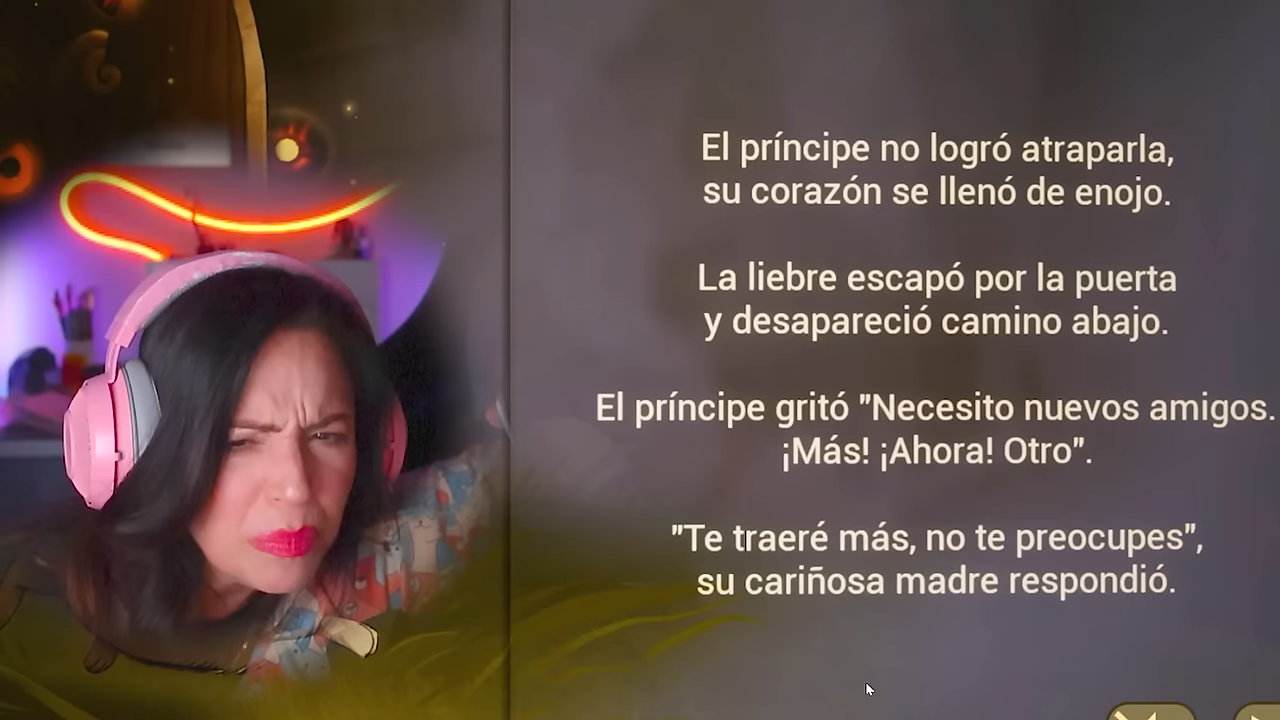 El príncipe no logró atraparla,
su corazón se llenó de enojo.
La liebre escapó por la puerta
y desapareció camino abajo.
El príncipe gritó "Necesito nuevos amigos.
¡Más! ¡Ahora! Otro".
"Te traeré más, no te preocupes",
su cariñosa madre respondió.